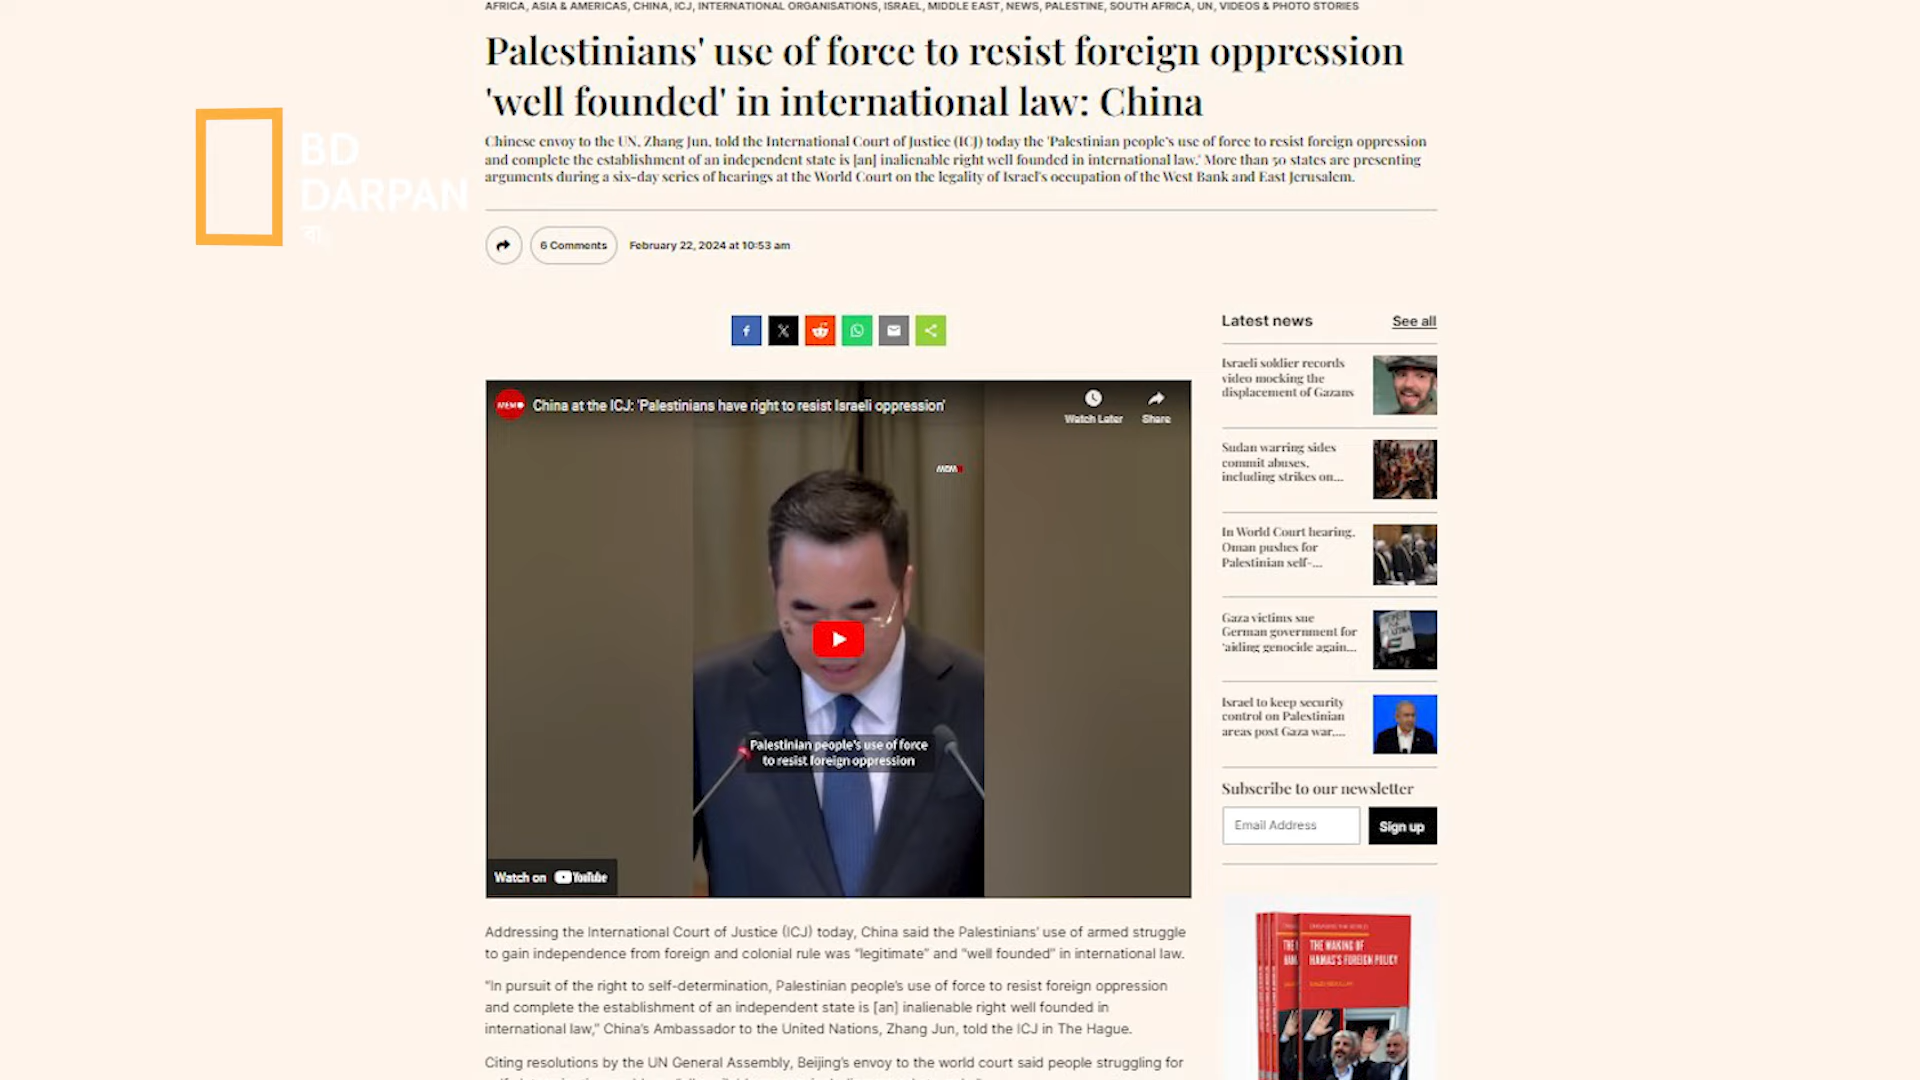 AFRICA, ASIA & AMERICAS, CHINA, ICJ, INTERNATIONAL ORGANISATIONS, ISRAEL, MIDDLE EAST, NEWS, PALESTINE, SOUTH AFRICA, UN, VIDEOS & PHOTO STORIES
Palestinians' use of force to resist foreign oppression
'well founded' in international law: China
Chinese envoy to the UN, Zhang Jun, told the International Court of Justice (ICJ) today the 'Palestinian people's use of force to resist foreign oppression
and complete the establishment of an independent state is [an] inalienable right well founded in international law.' More than 50 states are presenting
arguments during a six-day series of hearings at the World Court on the legality of Israel's occupation of the West Bank and East Jerusalem.
BD
DARPAN
বা
6 Comments
February 22, 2024 at 10:53 am
MEMO
China at the ICJ: 'Palestinians have right to resist Israeli oppression'
Watch Later
Share
MEMO
Palestinian people's use of force
to resist foreign oppression
Watch on YouTube
Addressing the International Court of Justice (ICJ) today, China said the Palestinians' use of armed struggle
to gain independence from foreign and colonial rule was "legitimate" and "well founded" in international law.
"In pursuit of the right to self-determination, Palestinian people's use of force to resist foreign oppression
and complete the establishment of an independent state is [an] inalienable right well founded in
international law," China's Ambassador to the United Nations, Zhang Jun, told the ICJ in The Hague.
Citing resolutions by the UN General Assembly, Beijing's envoy to the world court said people struggling for
Latest news
See all
Israeli soldier records
video mocking the
displacement of Gazans
Sudan warring sides
commit abuses,
including strikes on...
In World Court hearing,
Oman pushes for
Palestinian self-...
Gaza victims sue
German government for
'aiding genocide again...
Israel to keep security
control on Palestinian
areas post Gaza war,...
Subscribe to our newsletter
Email Address
Sign up
THE MAKING OF
HAMAS'S FOREIGN POLICY